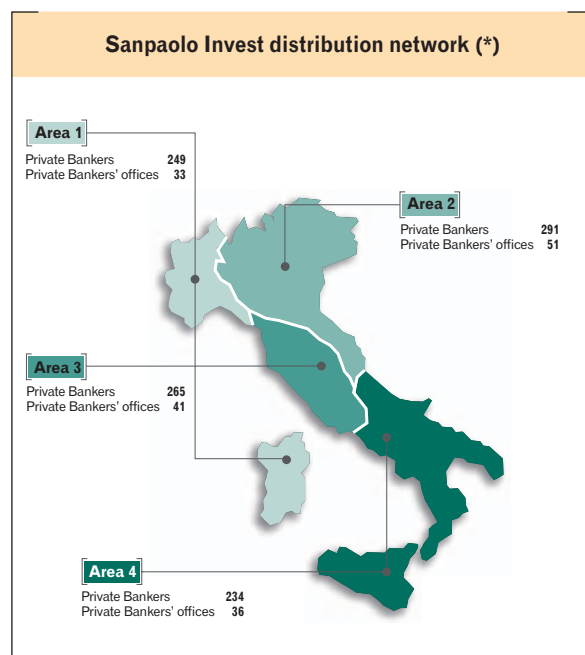 Sanpaolo Invest distribution network (*)
Area 1
Private Bankers 249
Private Bankers' offices 33
Area 2
Private Bankers 291
Private Bankers' offices 51
Area 3
Private Bankers 265
Private Bankers' offices 41
Area 4
Private Bankers 234
Private Bankers' offices 36